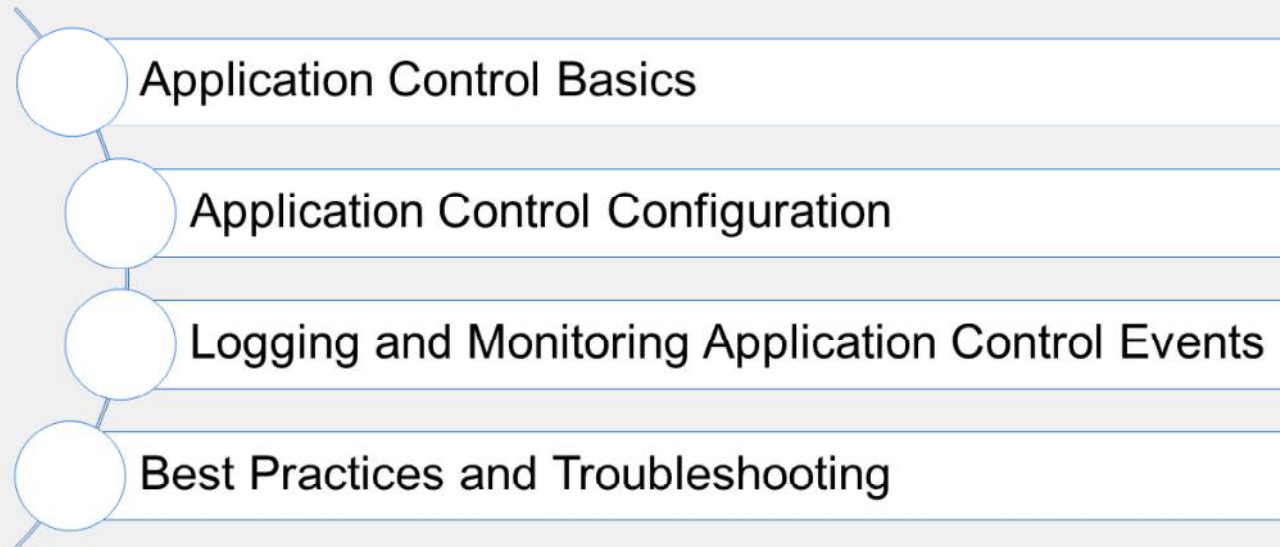 Application Control Basics
Application Control Configuration
Logging and Monitoring Application Control Events
Best Practices and Troubleshooting